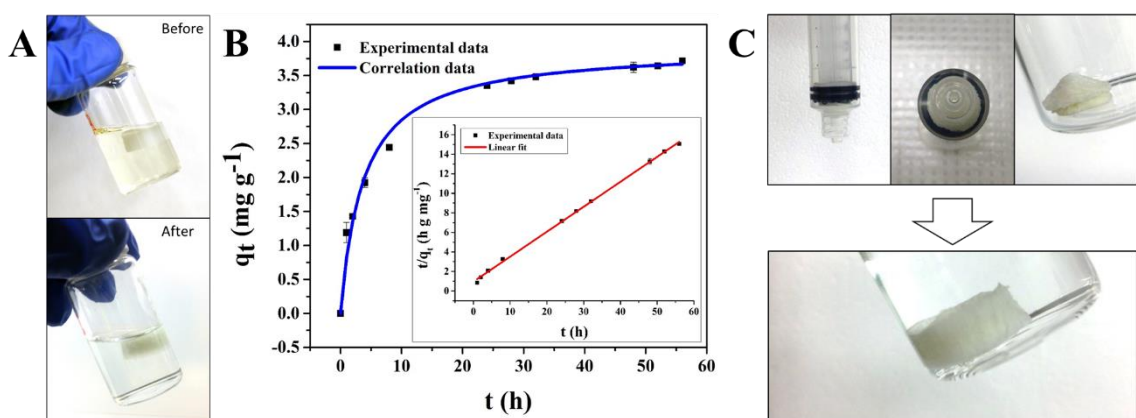 A
Before
After
B
Experimental data
Correlation data
4.0
3.5
3.0
2.5
2.0
1.5
1.0
0.5
0.0
-0.5
qt (mg g-1)
0 10 20 30 40 50 60
t (h)
Experimental data
Linear fit
16
14
12
10
8
6
4
2
0
t/qt (h g mg-1)
0 10 20 30 40 50 60
t (h)
C